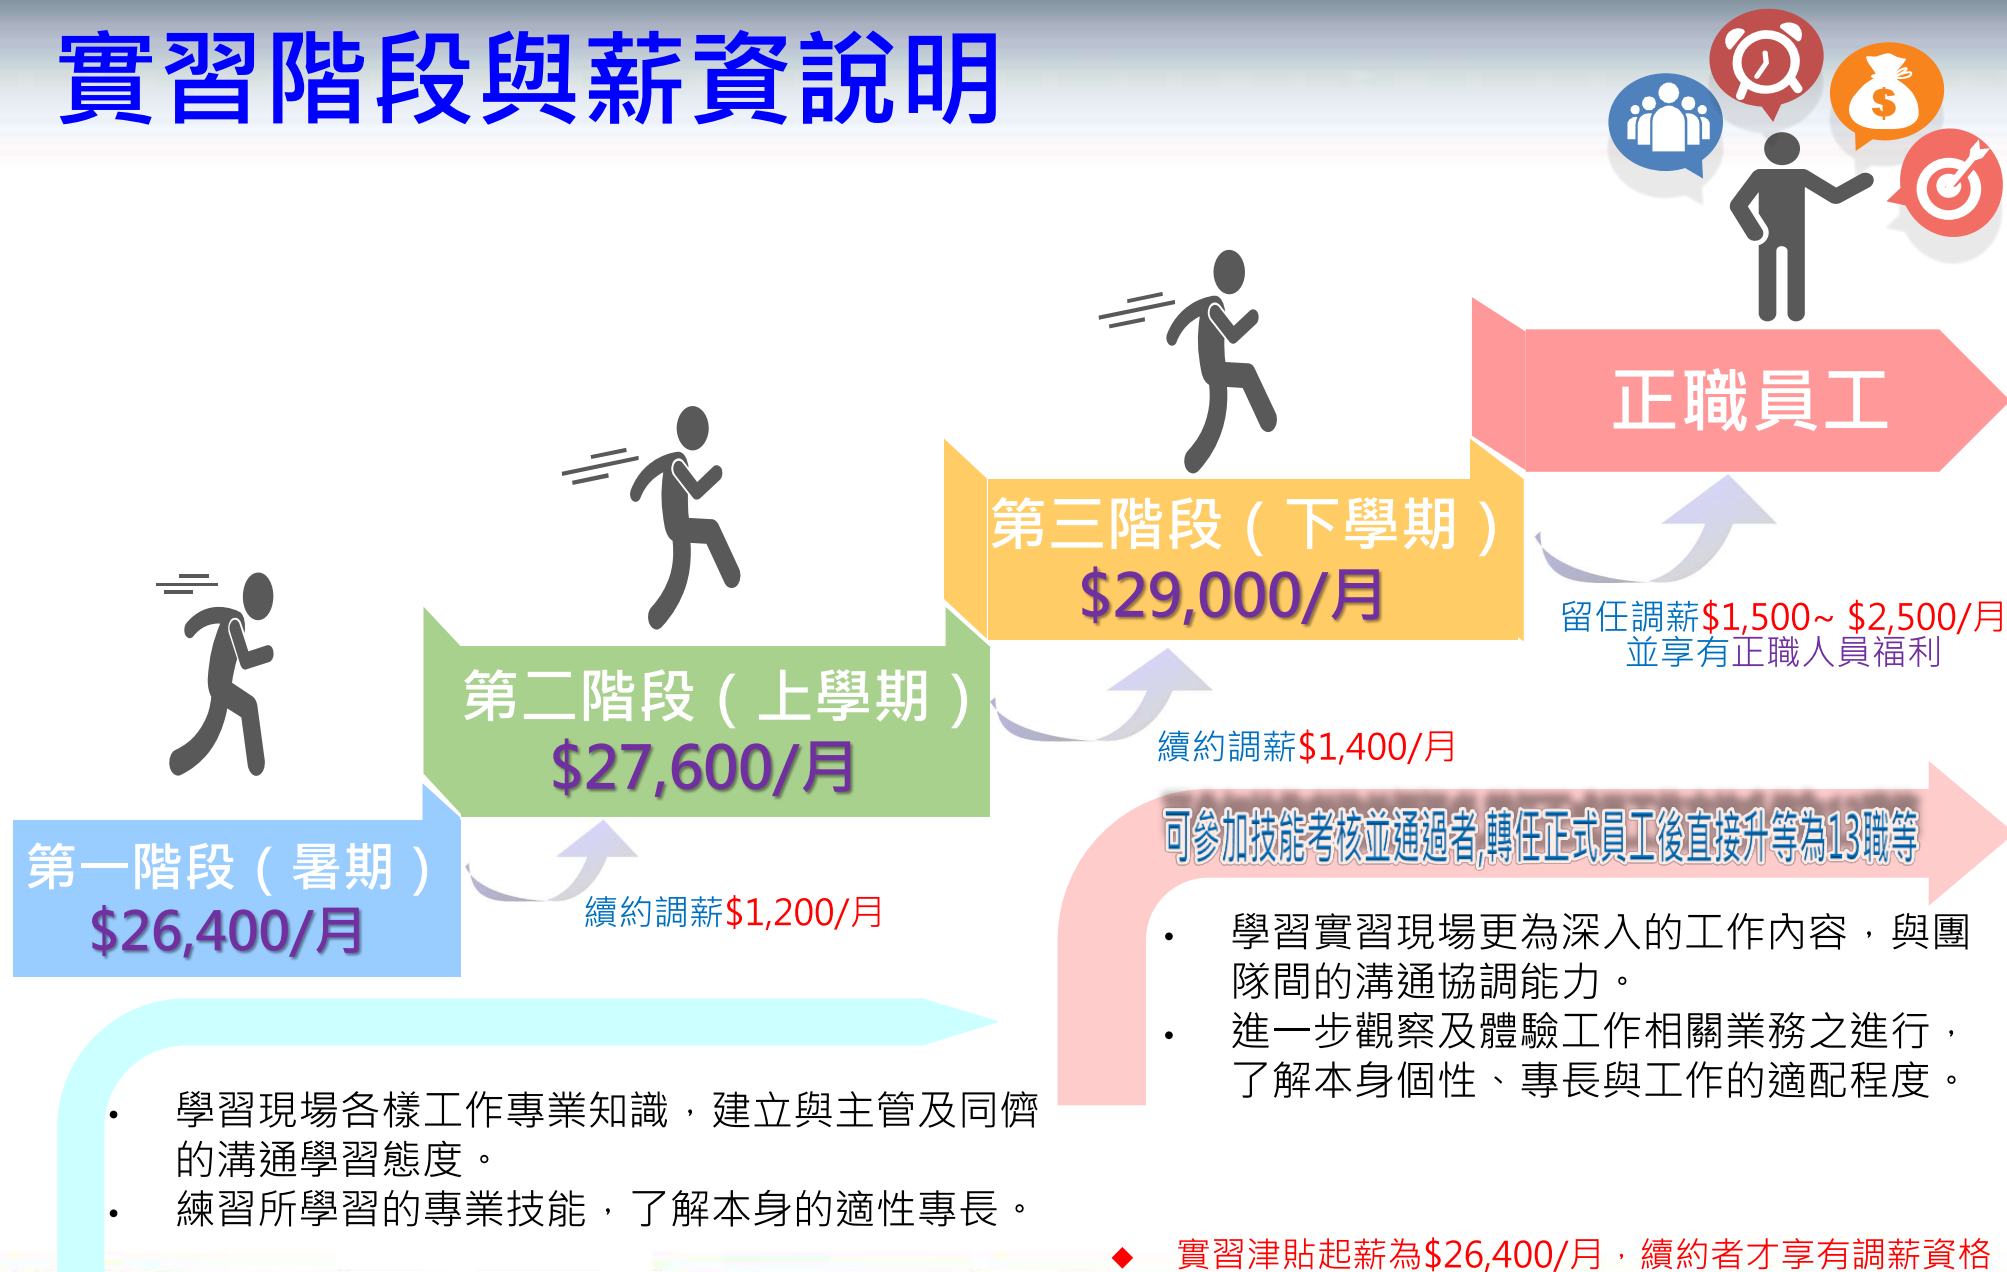 實習階段與薪資說明
正職員工
第三階段（下學期）
$29,000/月
留任調薪$1,500~ $2,500/月
並享有正職人員福利
第二階段（上學期）
$27,600/月
續約調薪$1,400/月
第一階段（暑期）
$26,400/月
續約調薪$1,200/月
可參加技能考核並通過者,轉任正式員工後直接升等為13職等
• 學習實習現場更為深入的工作內容，與團
隊間的溝通協調能力。
• 進一步觀察及體驗工作相關業務之進行，
了解本身個性、專長與工作的適配程度。
• 學習現場各樣工作專業知識，建立與主管及同儕
的溝通學習態度。
• 練習所學習的專業技能，了解本身的適性專長。
◆ 實習津貼起薪為$26,400/月，續約者才享有調薪資格